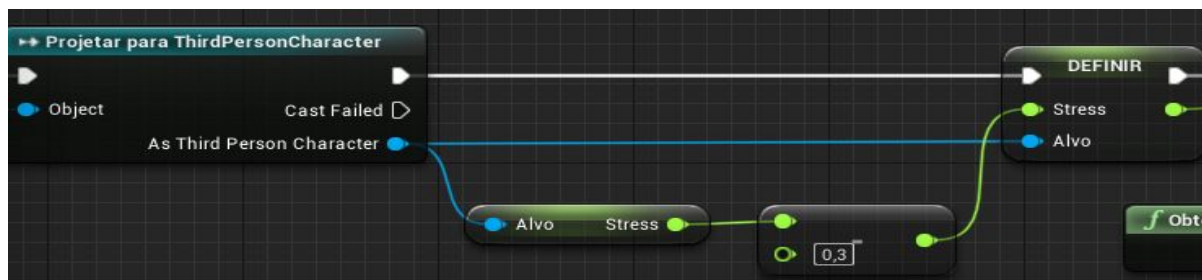 Projetar para ThirdPersonCharacter
Object
Cast Failed
As Third Person Character
DEFINIR
Stress
Alvo
Alvo Stress
-
0,3
f Obt